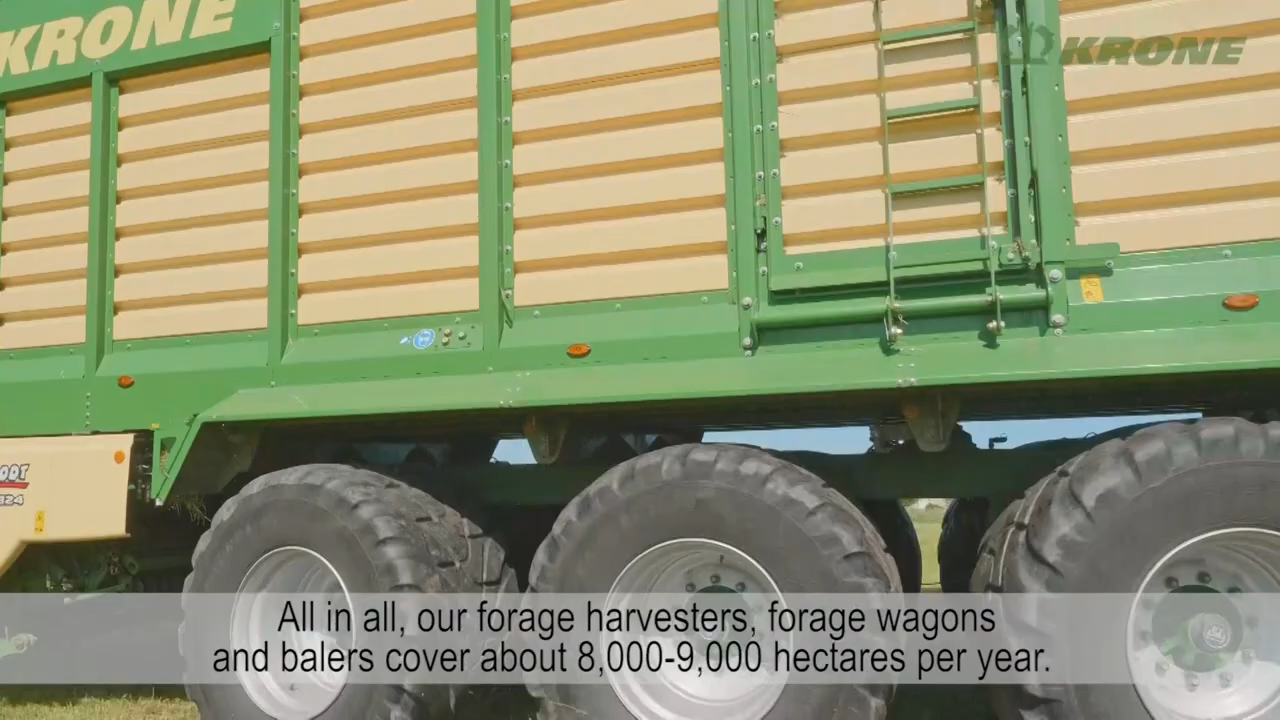 KRONE
KRONE
824
All in all, our forage harvesters, forage wagons
and balers cover about 8,000-9,000 hectares per year.